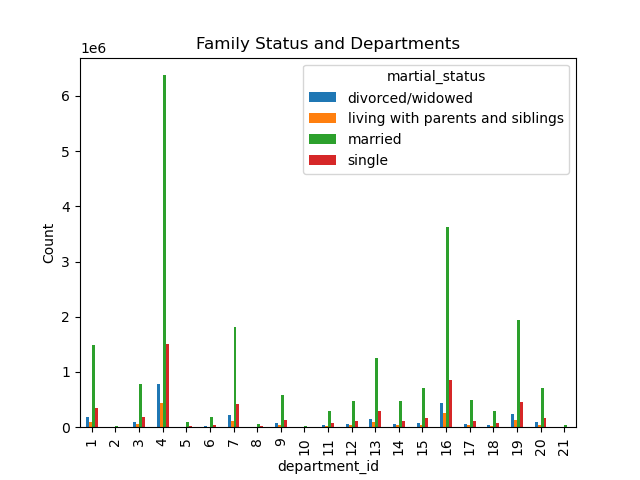 Family Status and Departments
1e6
martial_status
divorced/widowed
living with parents and siblings
married
single
6
5
4
3
2
1
0
Count
1 2 3 4 5 6 7 8 9 10 11 12 13 14 15 16 17 18 19 20 21
department_id